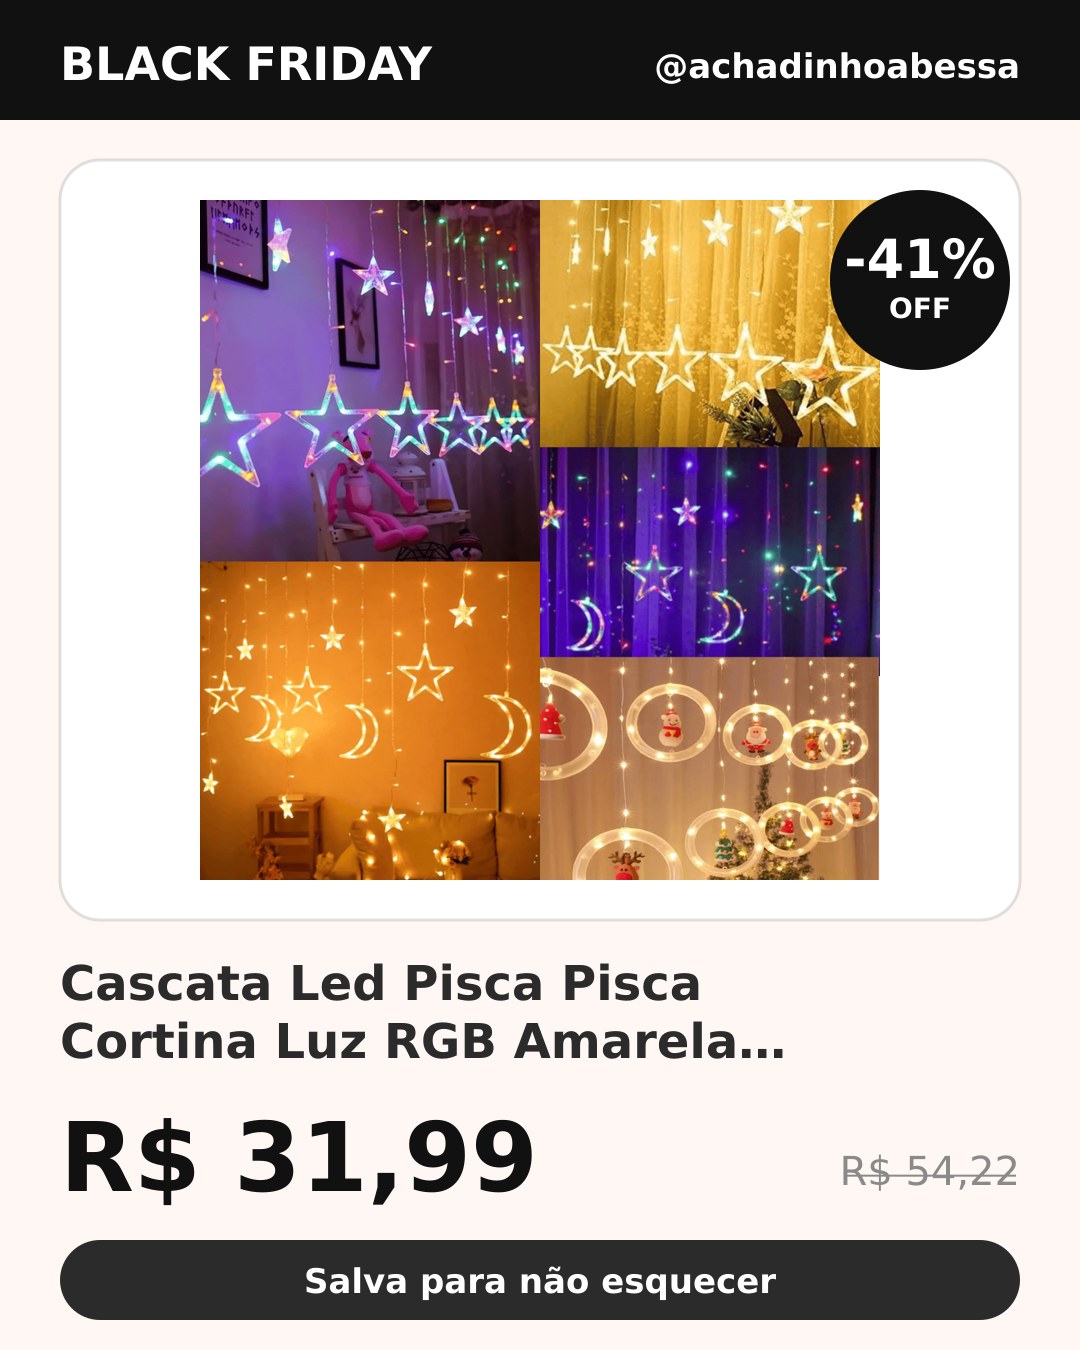 BLACK FRIDAY
@achadinhoabessa
-41%
OFF
Cascata Led Pisca Pisca
Cortina Luz RGB Amarela...
R$ 31,99
R$ 54,22
Salva para não esquecer